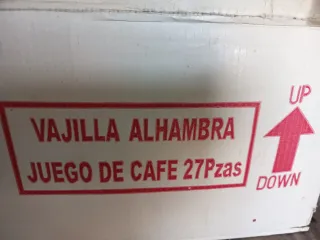 VAJILLA ALHAMBRA
JUEGO DE CAFE 27Pzas
UP
DOWN